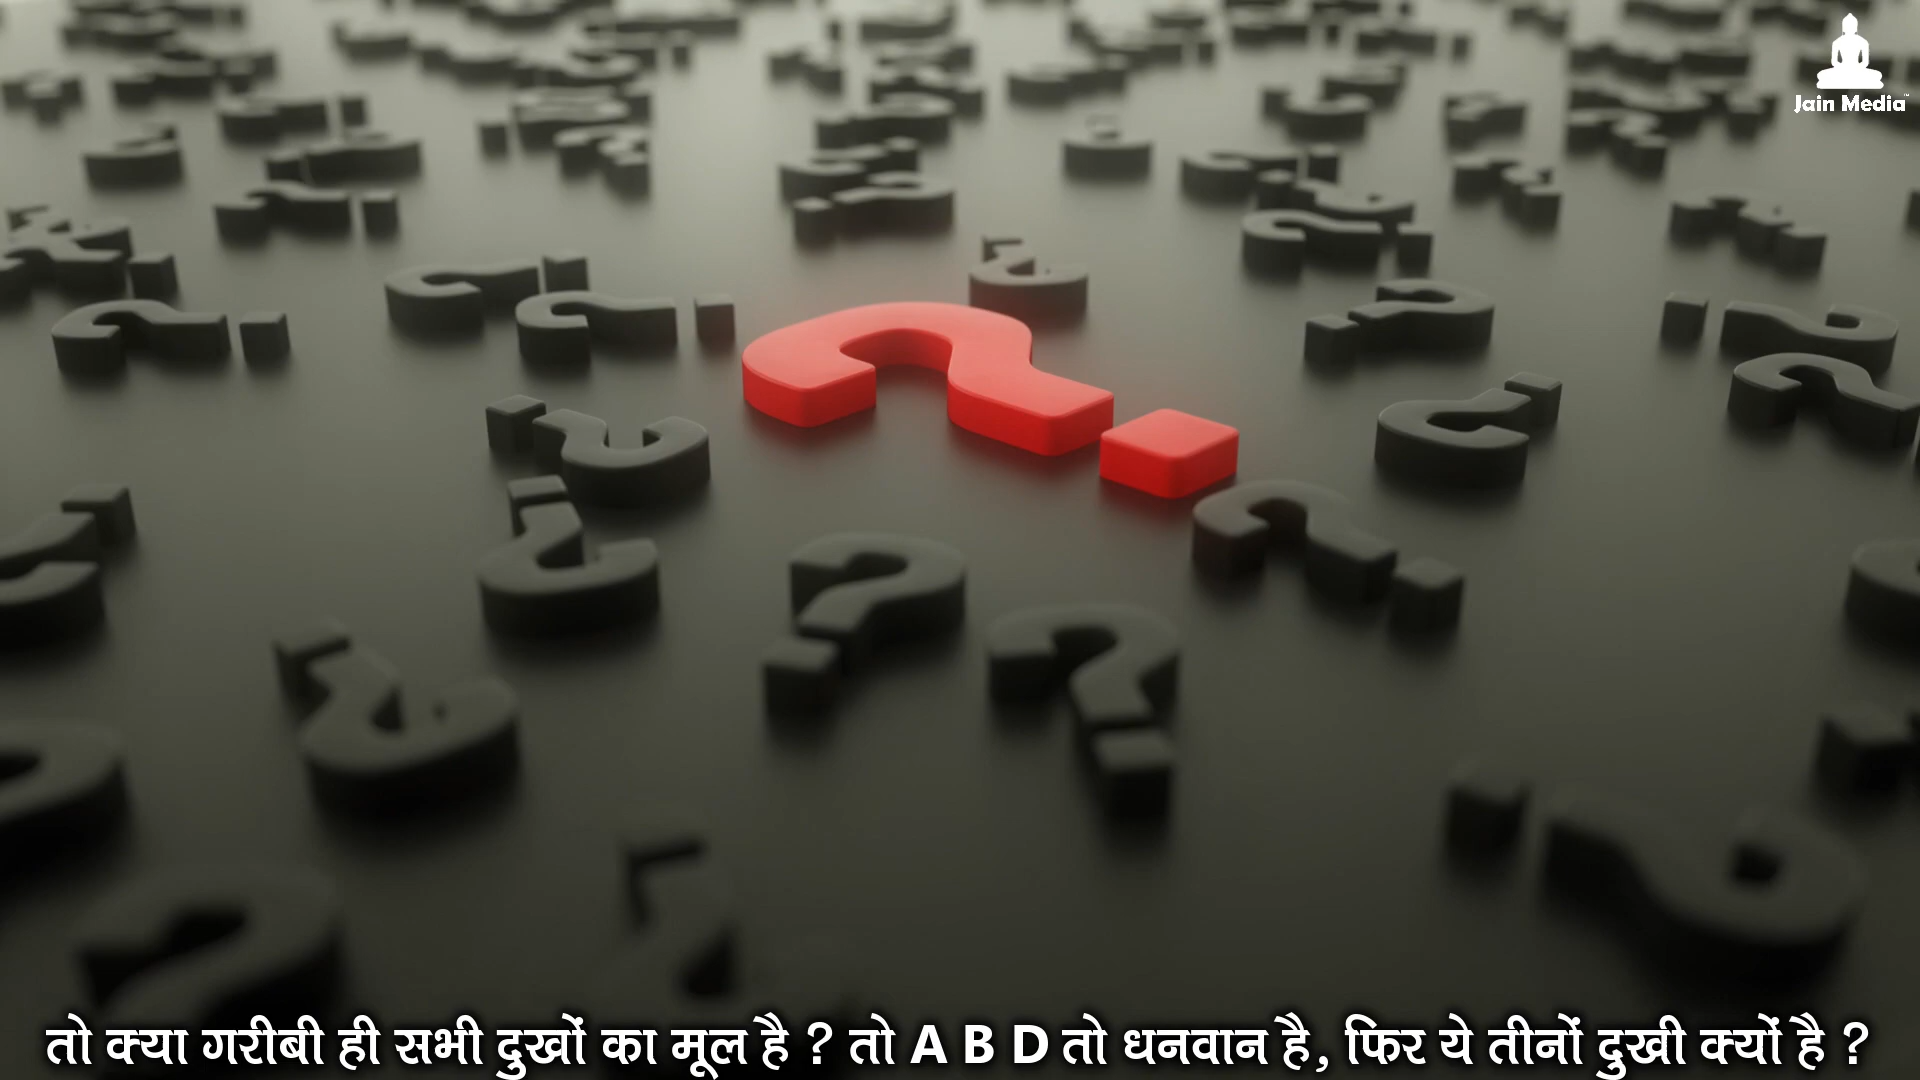 Jain Media
तो क्या गरीबी ही सभी दुखों का मूल है ? तो A B D तो धनवान है, फिर ये तीनों दुखी क्यों है ?